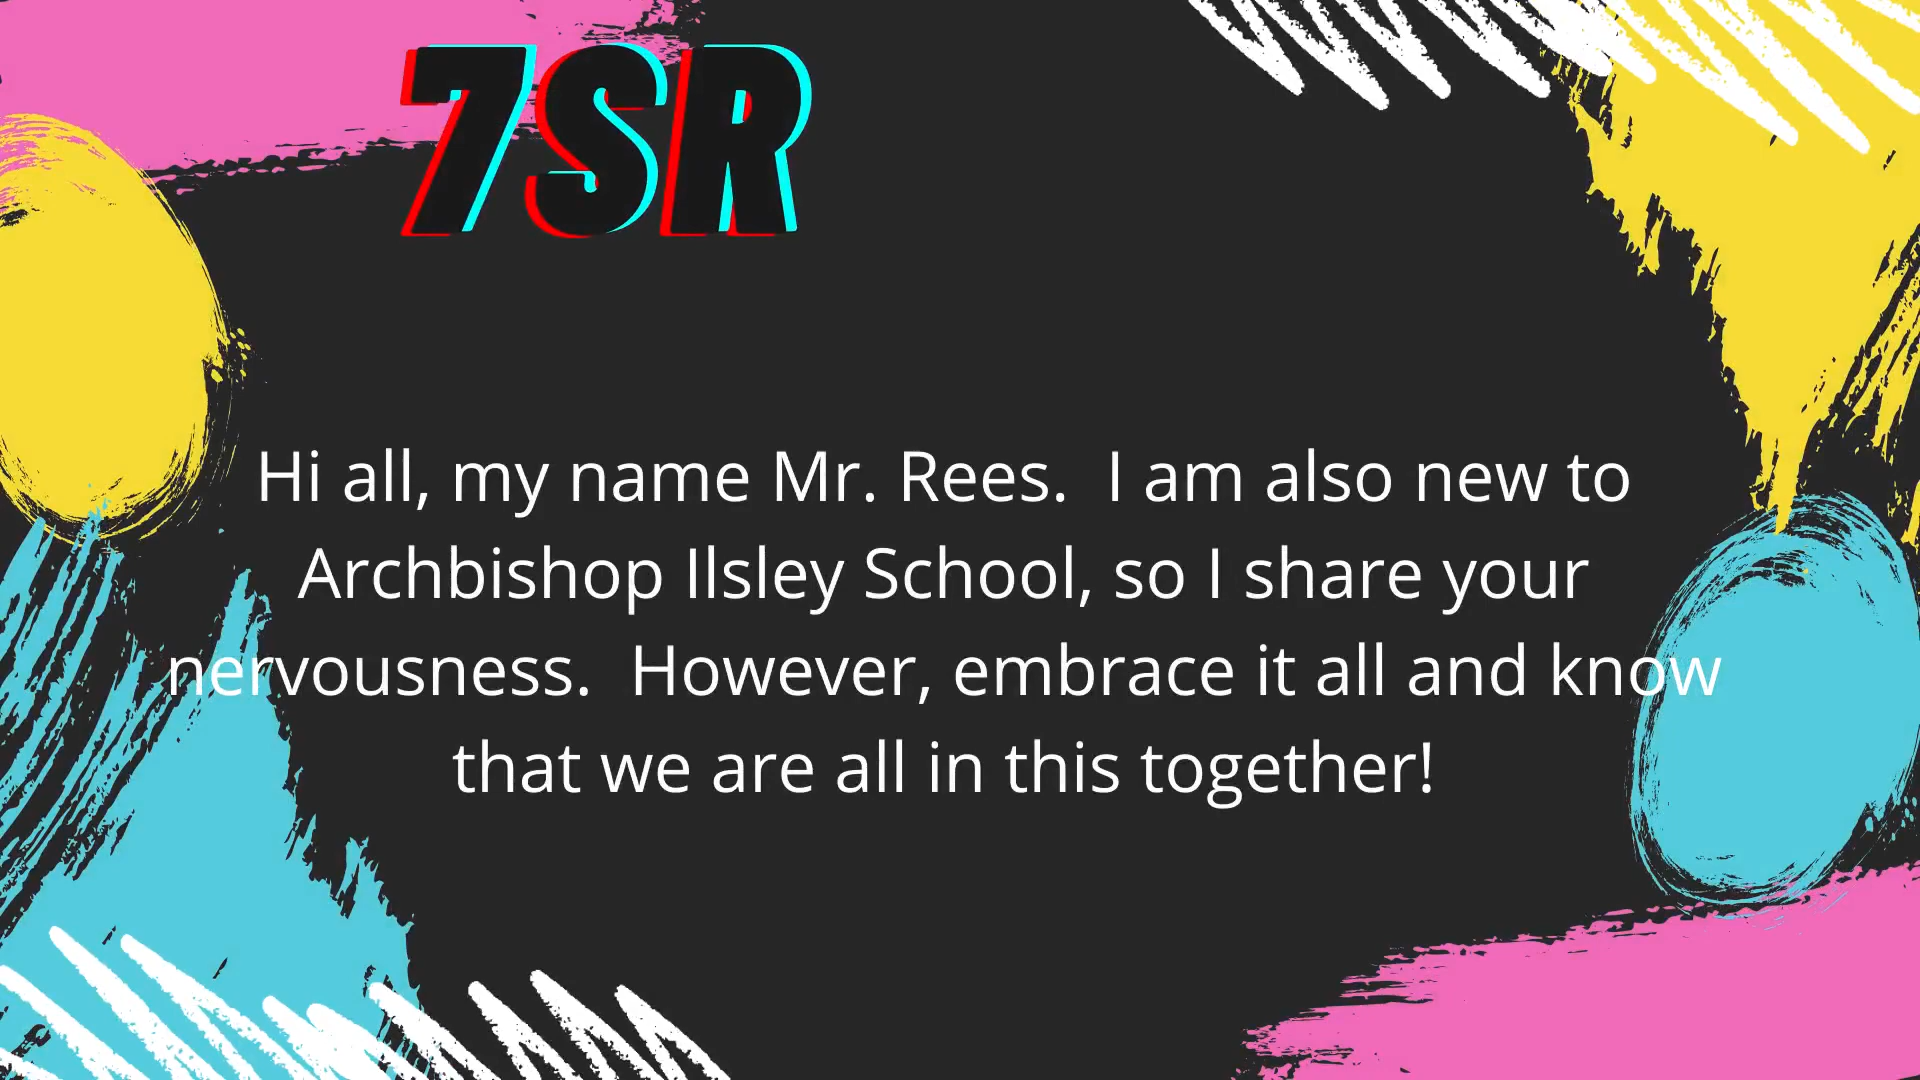 7SR
Hi all, my name Mr. Rees.  I am also new to
Archbishop Ilsley School, so I share your
nervousness.  However, embrace it all and know
that we are all in this together!